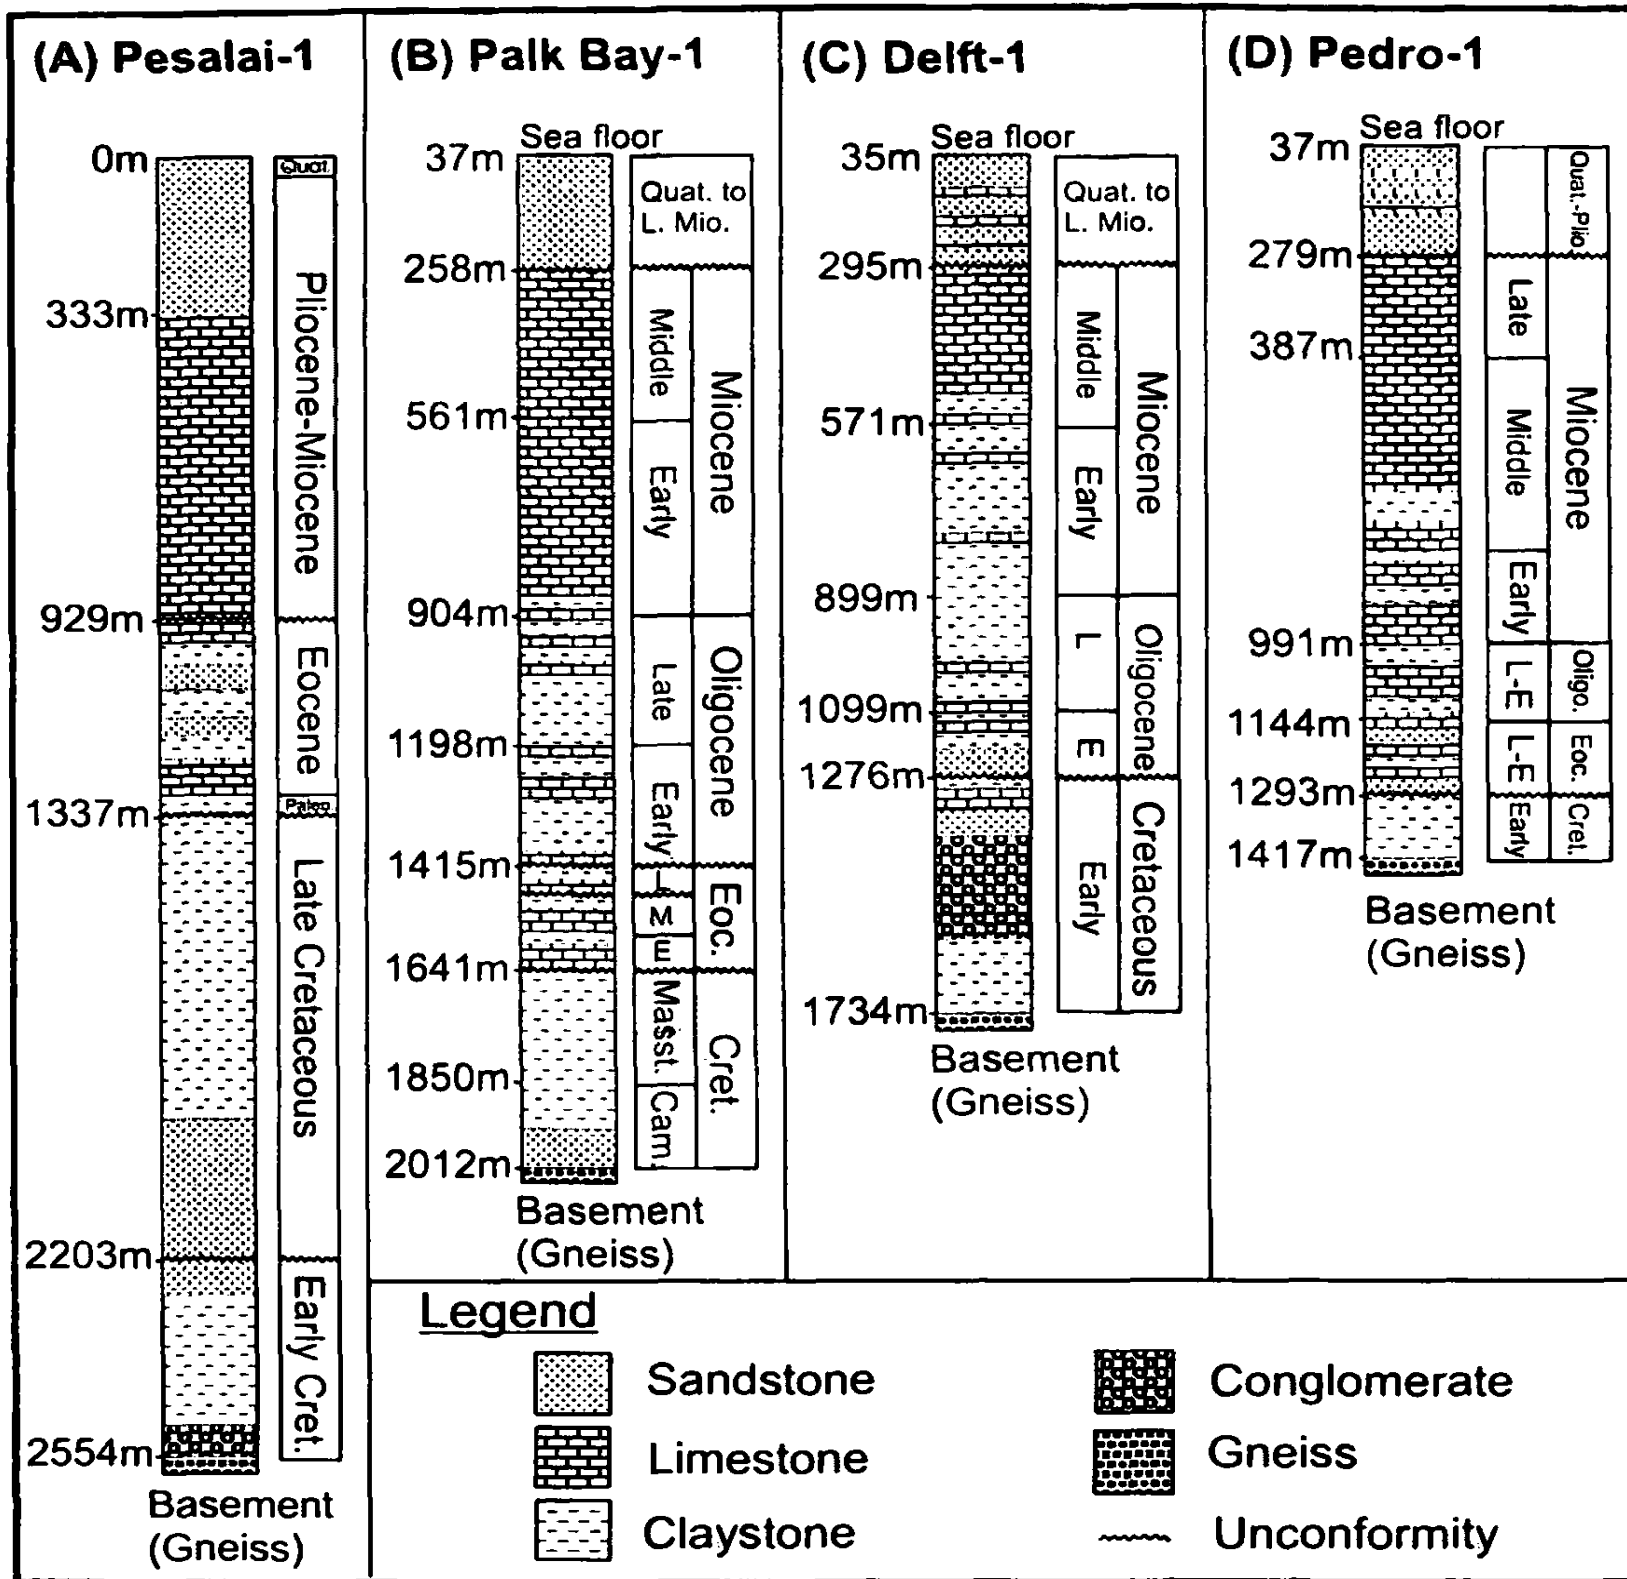 (A) Pesalai-1
0m
333m
929m
1337m
2203m
2554m
Quat.
Pliocene-Miocene
Eocene
Paleo
Late Cretaceous
Early Cret.
Basement
(Gneiss)
(B) Palk Bay-1
Sea floor
37m
258m
561m
904m
1198m
1415m
1641m
1850m
2012m
Quat. to
L. Mio.
Middle
Early
Miocene
Late
Early
Oligocene
L
M
E
Eoc.
Masst.
Cam.
Cret.
Basement
(Gneiss)
(C) Delft-1
Sea floor
35m
295m
571m
899m
1099m
1276m
1734m
Quat. to
L. Mio.
Middle
Early
Miocene
L
E
Oligocene
Early
Cretaceous
Basement
(Gneiss)
(D) Pedro-1
Sea floor
37m
279m
387m
991m
1144m
1293m
1417m
Quat.-Plio
Late
Middle
Early
Miocene
L-E
Oligo.
L-E
Eoc.
Early
Cret.
Basement
(Gneiss)
Legend
Sandstone
Limestone
Claystone
Conglomerate
Gneiss
Unconformity